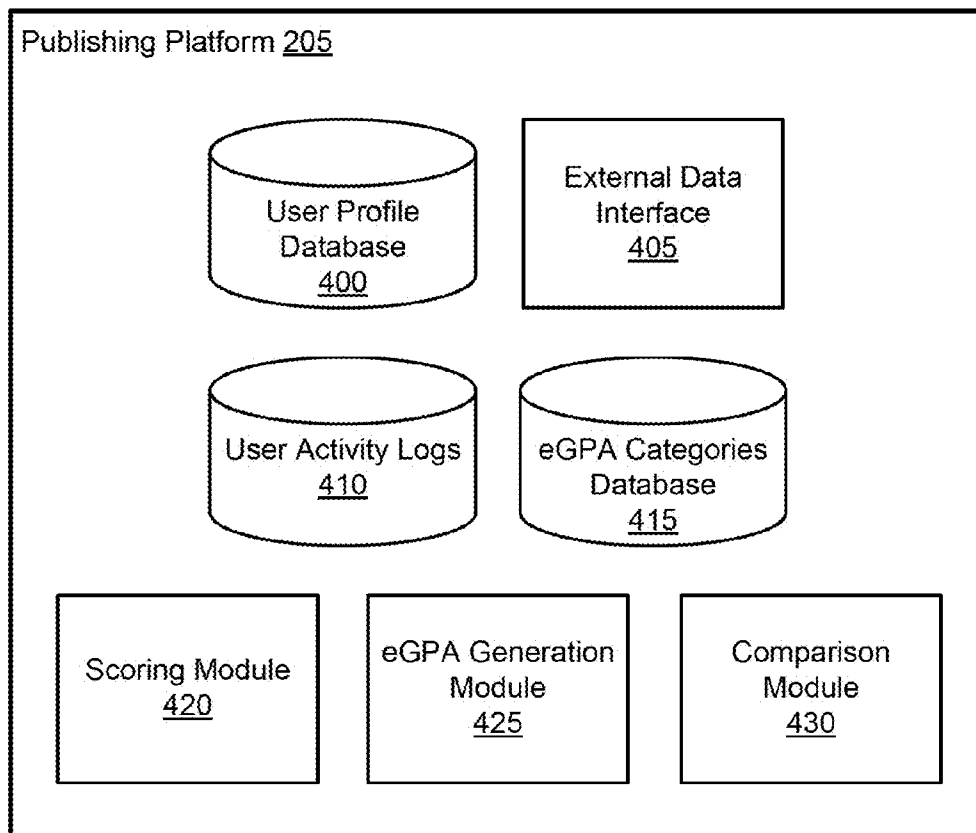 Publishing Platform 205
User Profile
Database
400
External Data
Interface
405
User Activity Logs
410
eGPA Categories
Database
415
Scoring Module
420
eGPA Generation
Module
425
Comparison
Module
430